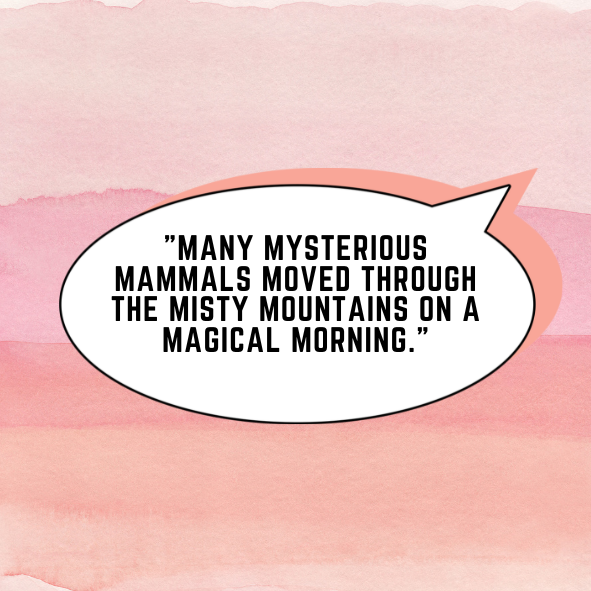 ”MANY MYSTERIOUS
MAMMALS MOVED THROUGH
THE MISTY MOUNTAINS ON A
MAGICAL MORNING.”